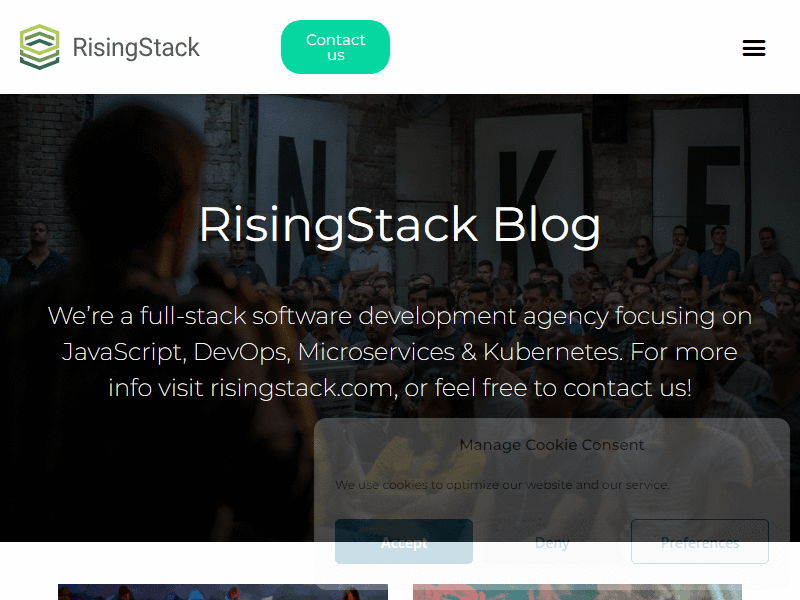 RisingStack
Contact
us
RisingStack Blog
We’re a full-stack software development agency focusing on
JavaScript, DevOps, Microservices & Kubernetes. For more
info visit risingstack.com, or feel free to contact us!
Manage Cookie Consent
We use cookies to optimize our website and our service.
Accept
Deny
Preferences